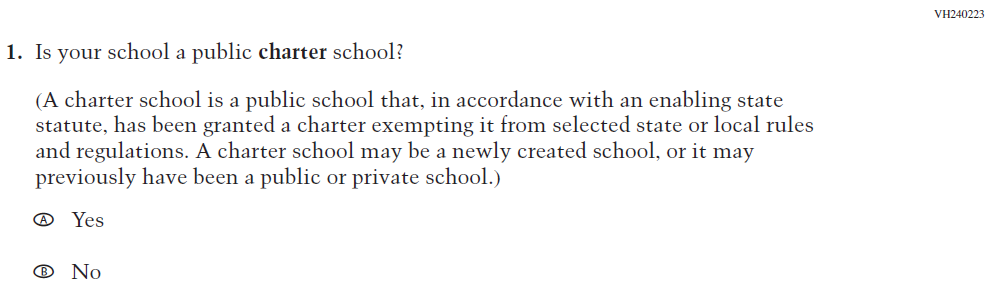 VH240223
1. Is your school a public charter school?
(A charter school is a public school that, in accordance with an enabling state
statute, has been granted a charter exempting it from selected state or local rules
and regulations. A charter school may be a newly created school, or it may
previously have been a public or private school.)
A Yes
B No